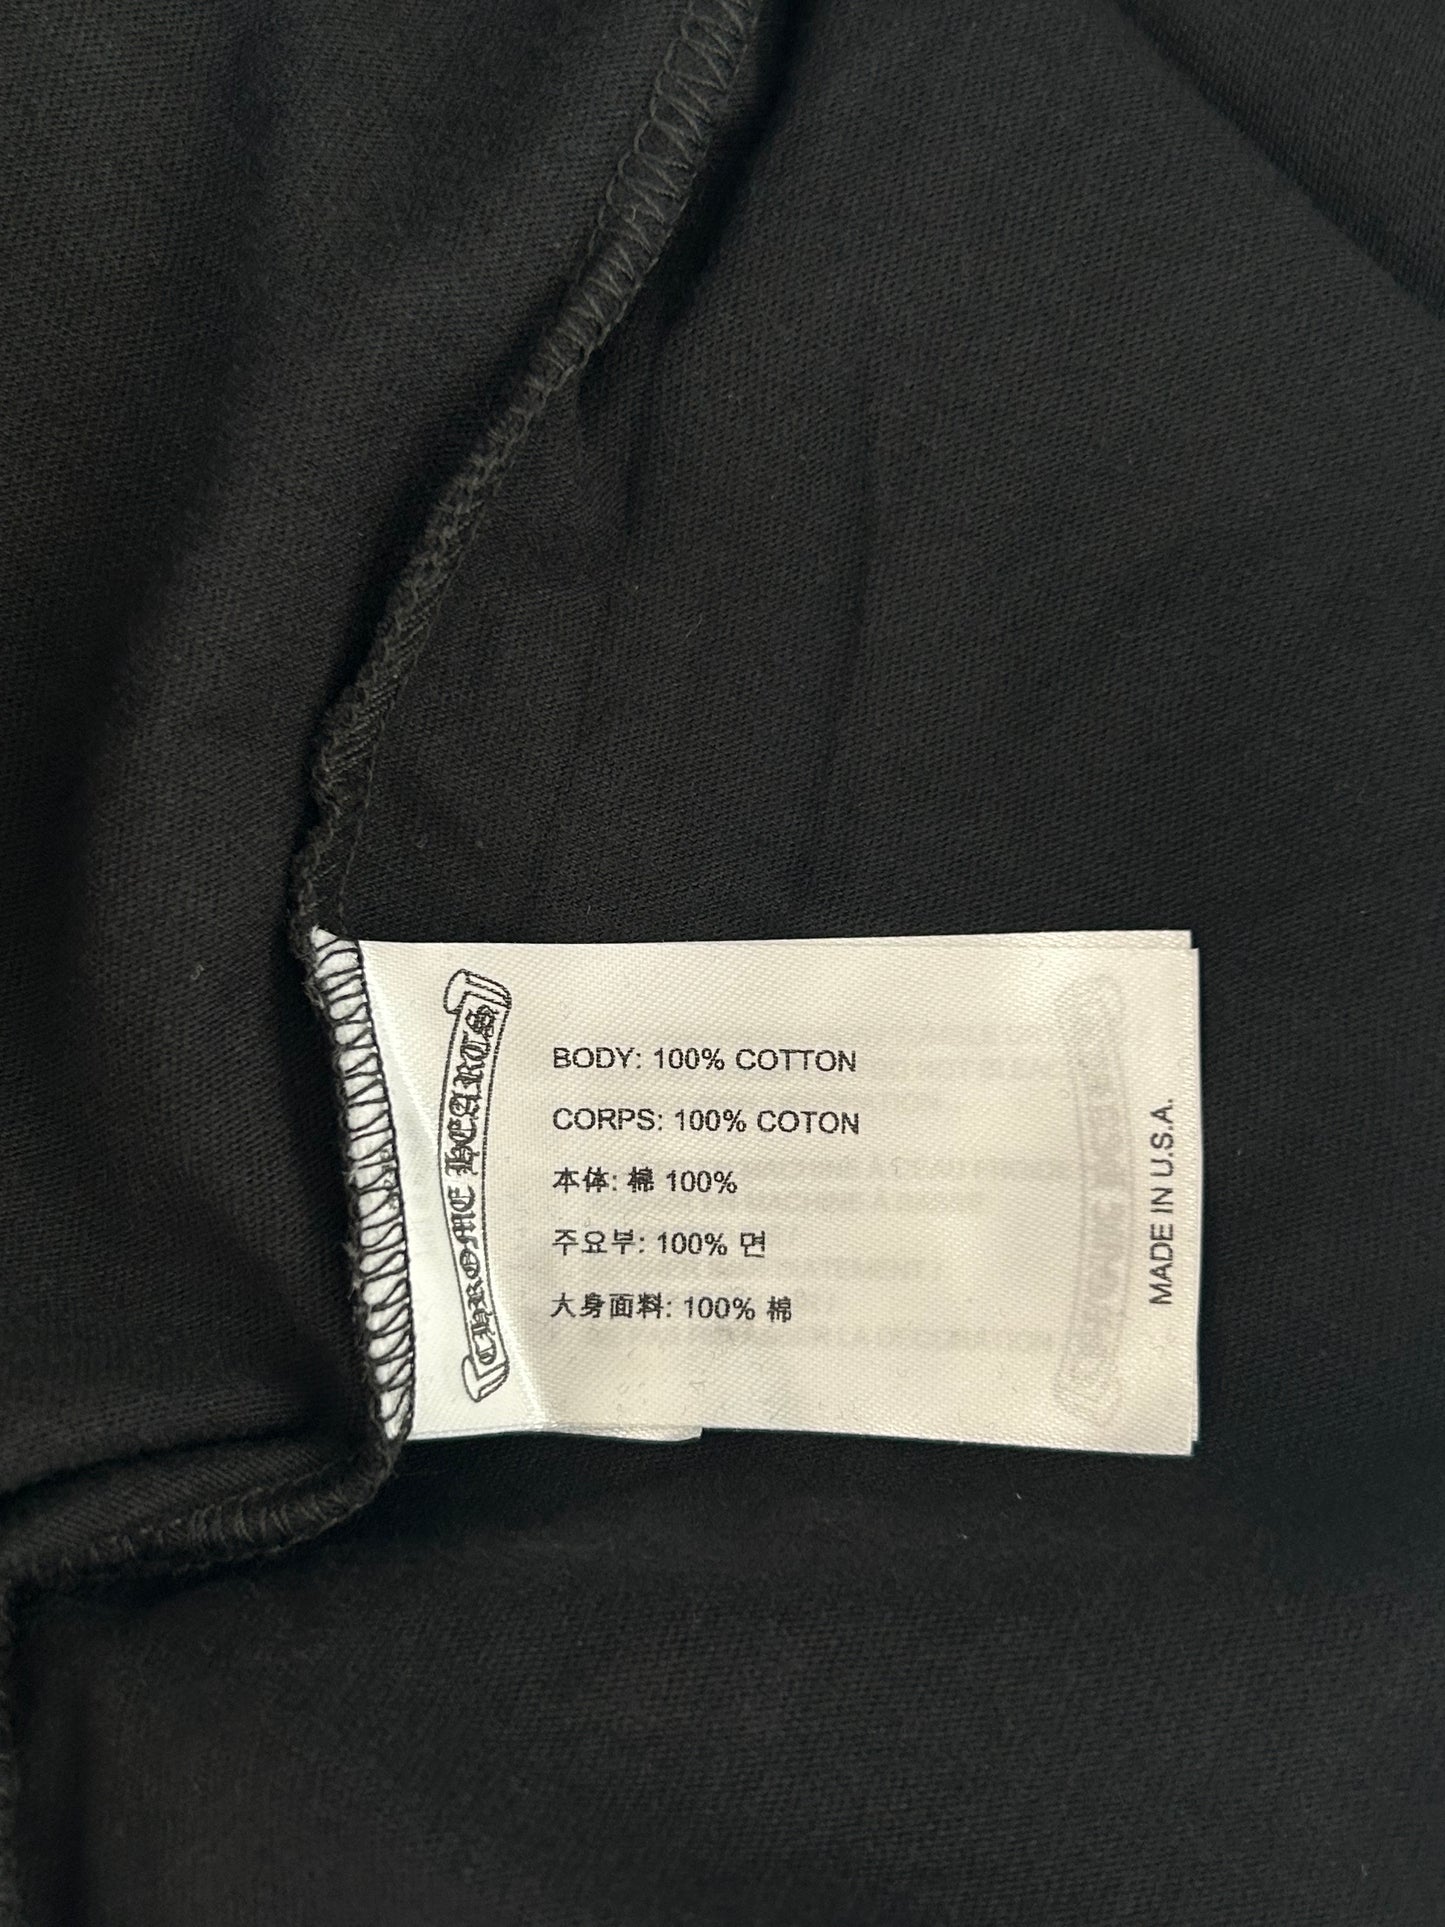 CHROME HEARTS
BODY: 100% COTTON
CORPS: 100% COTON
本体: 棉 100%
주요부: 100% 면
大身面料: 100% 棉
MADE IN U.S.A.